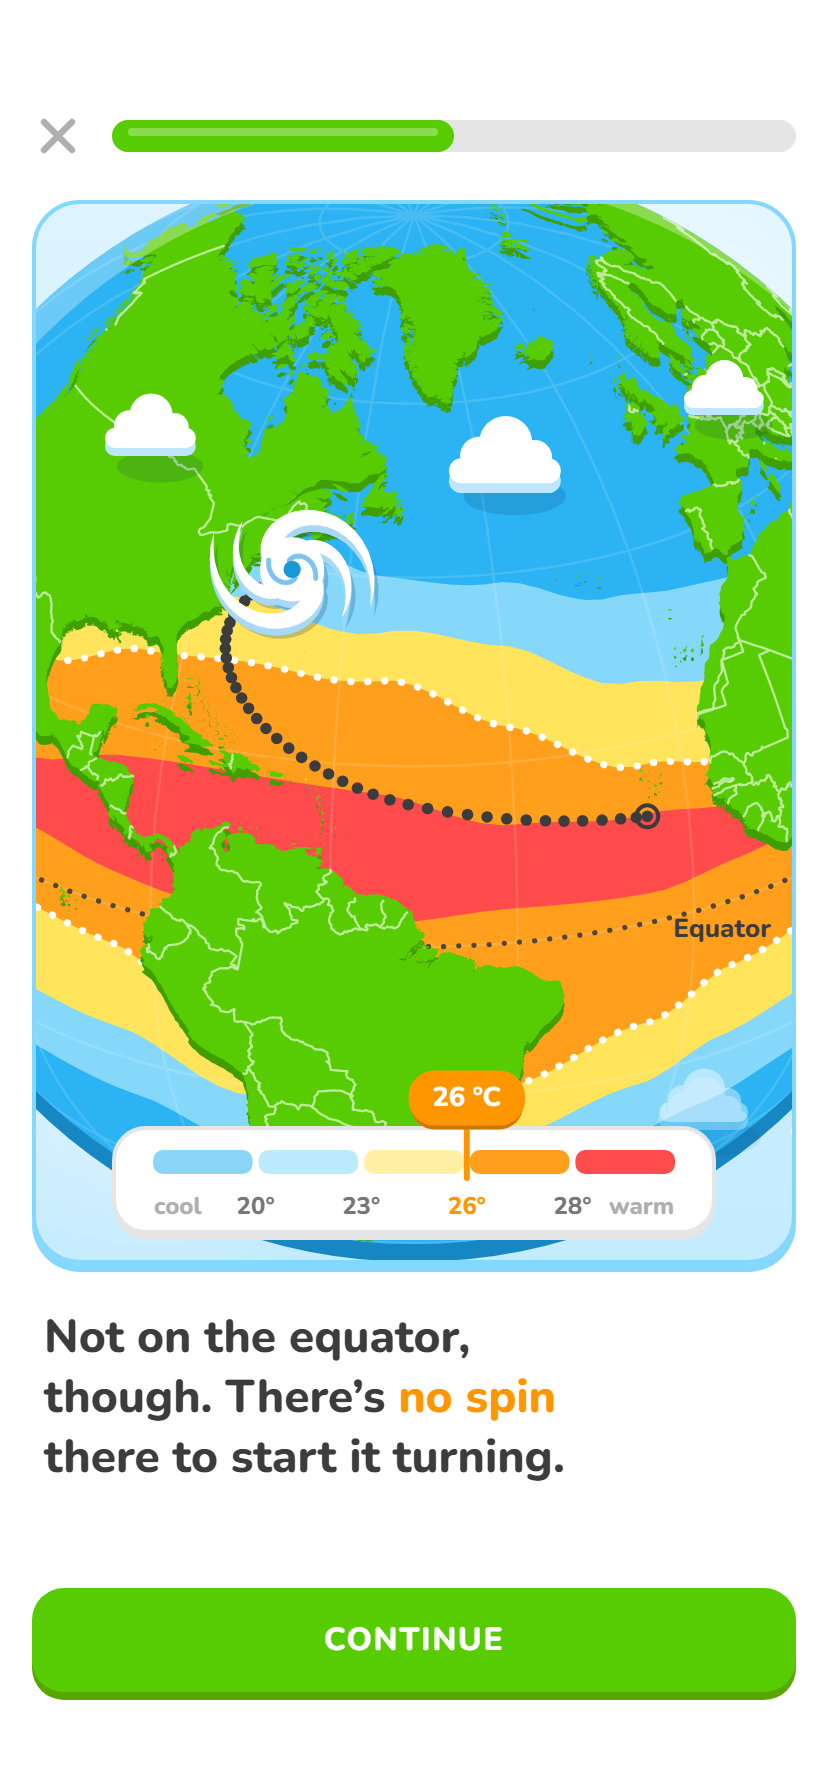 Equator
26 °C
cool 20° 23° 26° 28° warm
Not on the equator,
though. There’s no spin
there to start it turning.
CONTINUE